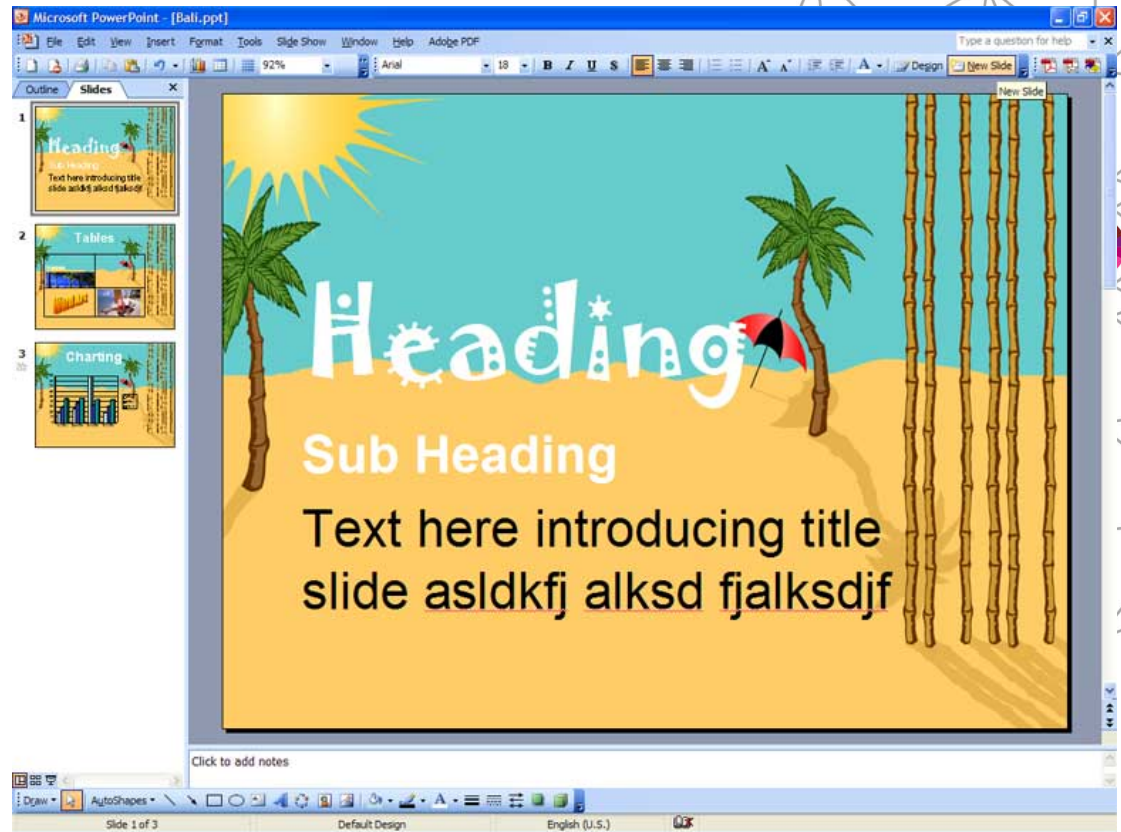 Microsoft PowerPoint - [Bali.ppt]
File Edit View Insert Format Tools Slide Show Window Help Adobe PDF Type a question for help
92% Arial 18 B I U S A A A Design New Slide
Outline Slides
New Slide
1
Heading
Sub Heading
Text here introducing title
slide asldkfj alksd fjalksdjf
2
Tables
3
Charting
Heading
Sub Heading
Text here introducing title
slide asldkfj alksd fjalksdjf
Click to add notes
Draw AutoShapes A
Slide 1 of 3 Default Design English (U.S.)